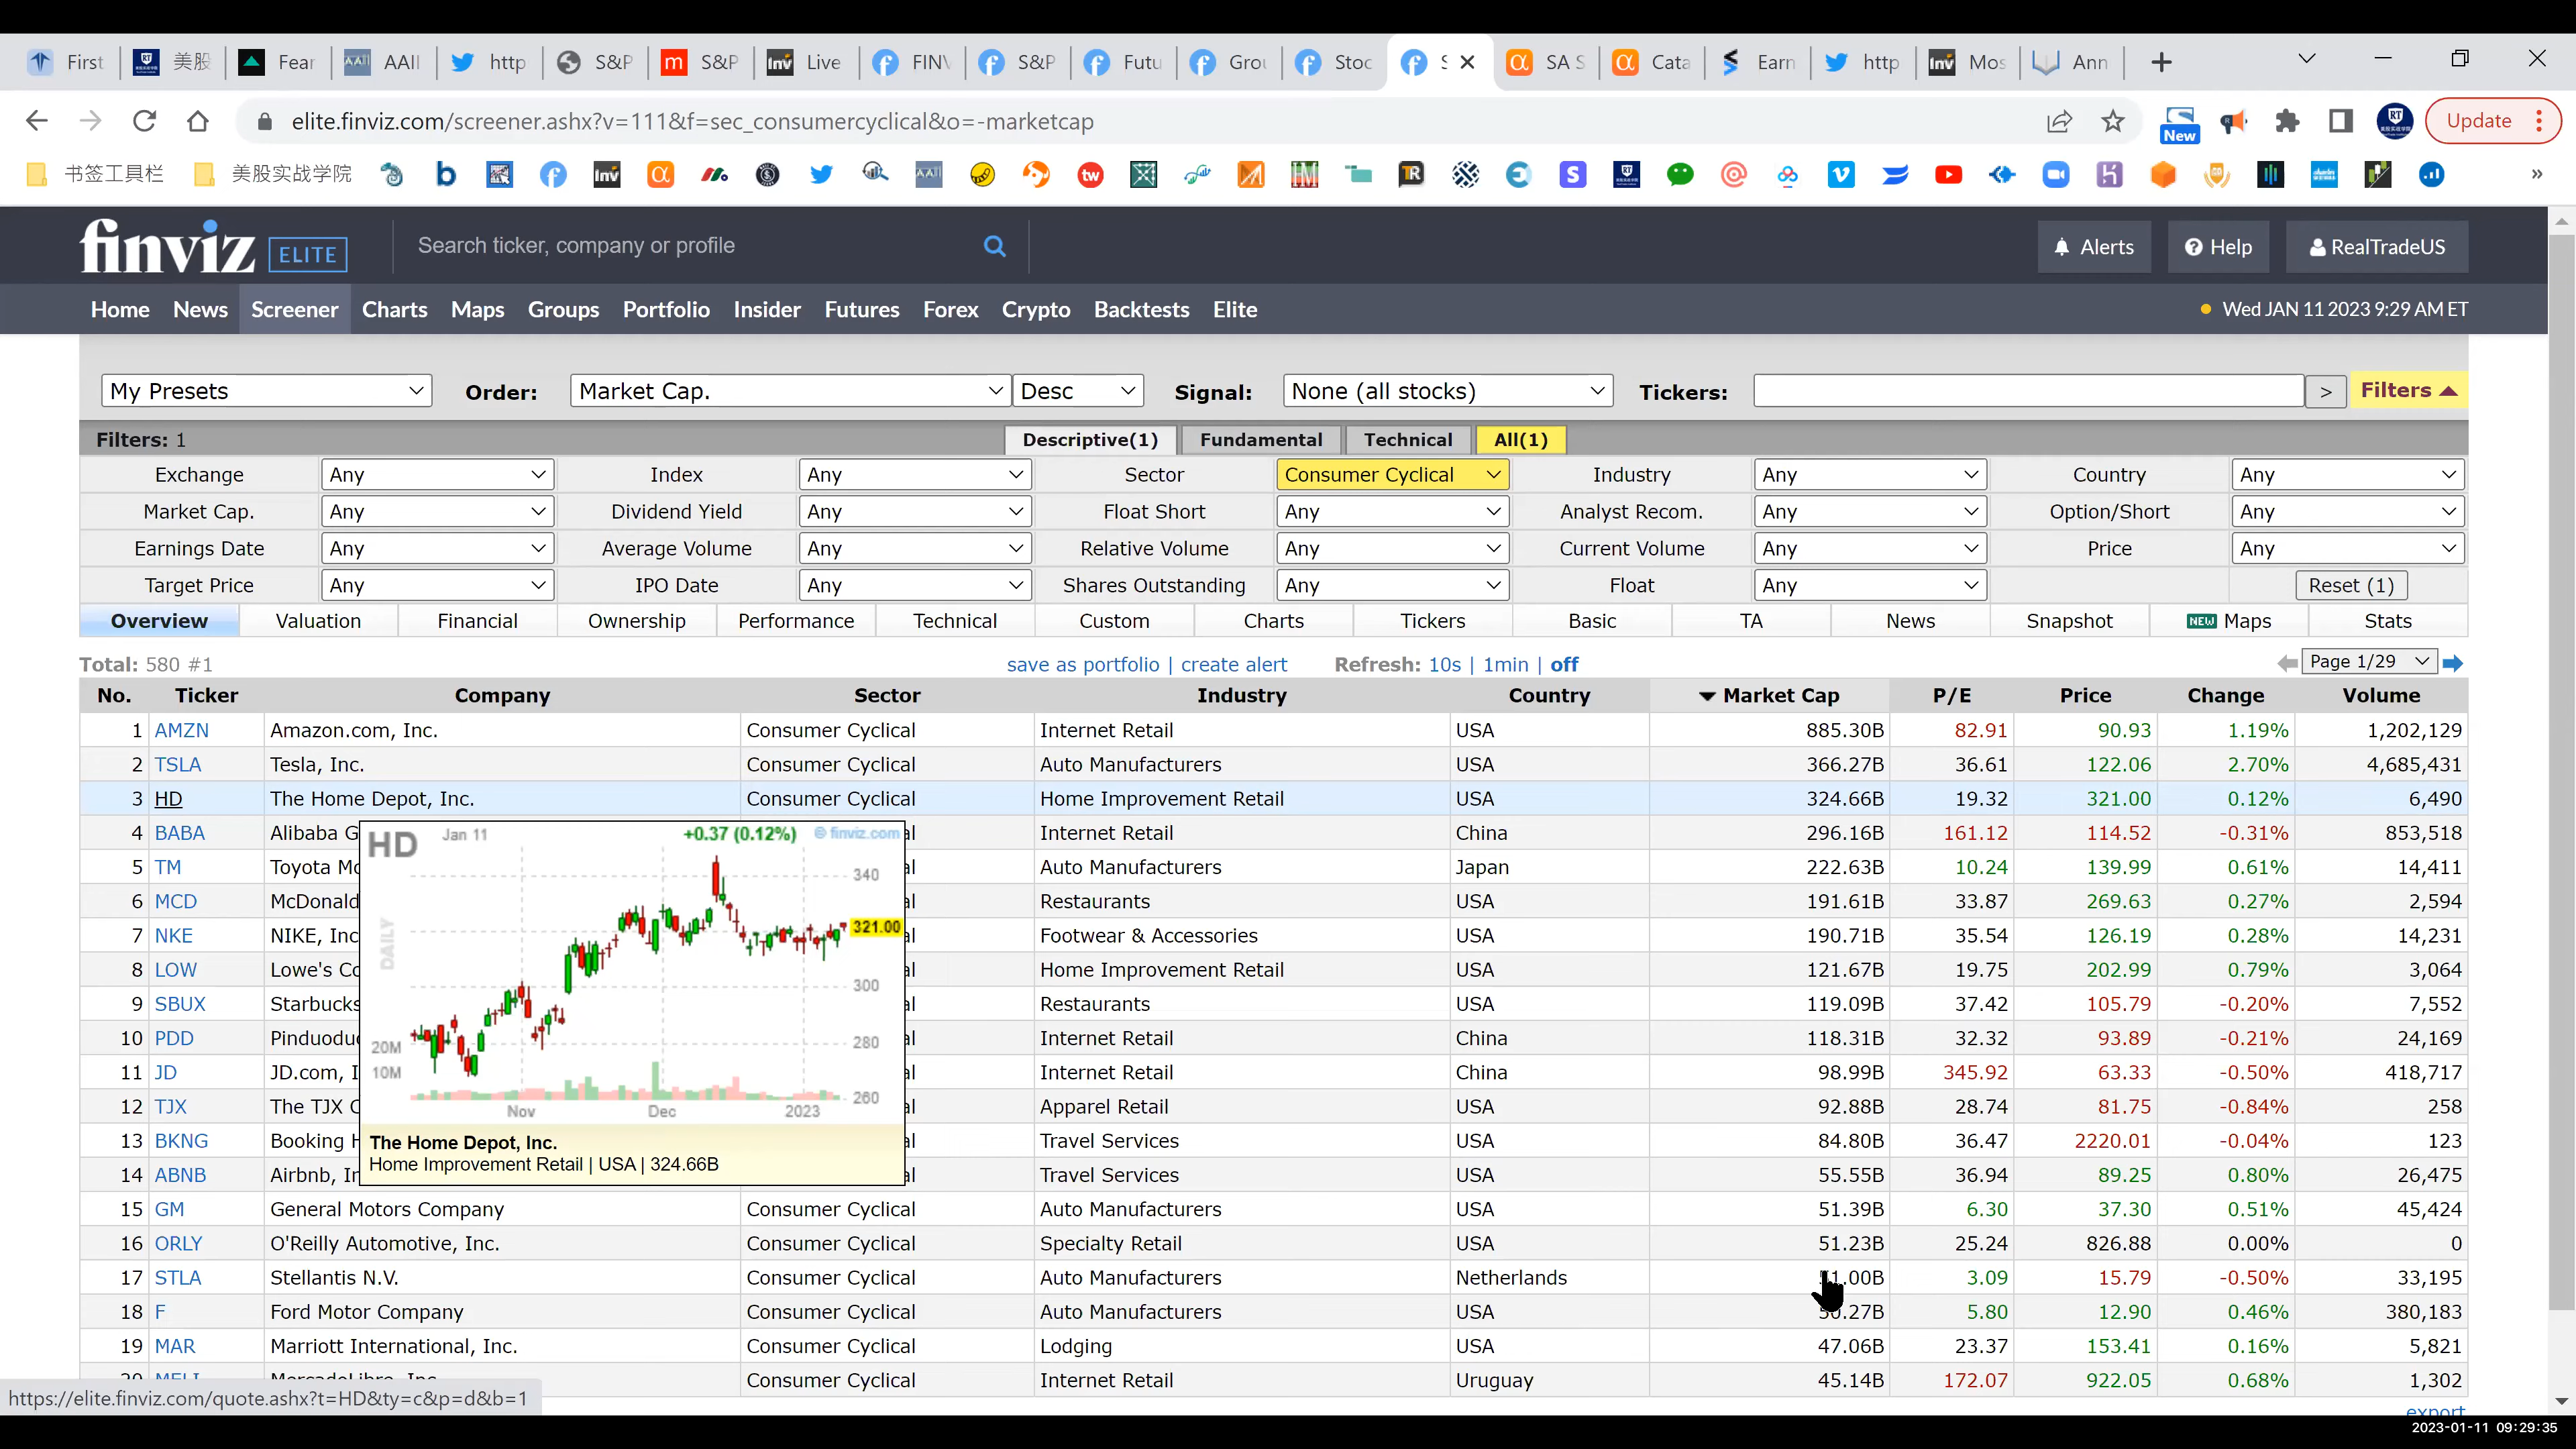 First 美股 Fear AAII http S&P S&P Live FINV S&P Futu Grou Stoc S SA S Cata Earn http Mos Ann
elite.finviz.com/screener.ashx?v=111&f=sec_consumercyclical&o=-marketcap New Update
书签工具栏 美股实战学院
finviz ELITE Search ticker, company or profile Alerts Help RealTradeUS
Home News Screener Charts Maps Groups Portfolio Insider Futures Forex Crypto Backtests Elite Wed JAN 11 2023 9:29 AM ET
My Presets Order: Market Cap. Desc Signal: None (all stocks) Tickers: > Filters
Filters: 1 Descriptive(1) Fundamental Technical All(1)
Exchange Any Index Any Sector Consumer Cyclical Industry Any Country Any
Market Cap. Any Dividend Yield Any Float Short Any Analyst Recom. Any Option/Short Any
Earnings Date Any Average Volume Any Relative Volume Any Current Volume Any Price Any
Target Price Any IPO Date Any Shares Outstanding Any Float Any Reset (1)
Overview Valuation Financial Ownership Performance Technical Custom Charts Tickers Basic TA News Snapshot NEW Maps Stats
Total: 580 #1 save as portfolio | create alert Refresh: 10s | 1min | off Page 1/29
No. Ticker Company Sector Industry Country Market Cap P/E Price Change Volume
1 AMZN Amazon.com, Inc. Consumer Cyclical Internet Retail USA 885.30B 82.91 90.93 1.19% 1,202,129
2 TSLA Tesla, Inc. Consumer Cyclical Auto Manufacturers USA 366.27B 36.61 122.06 2.70% 4,685,431
3 HD The Home Depot, Inc. Consumer Cyclical Home Improvement Retail USA 324.66B 19.32 321.00 0.12% 6,490
4 BABA Alibaba G al Internet Retail China 296.16B 161.12 114.52 -0.31% 853,518
5 TM Toyota Mo al Auto Manufacturers Japan 222.63B 10.24 139.99 0.61% 14,411
6 MCD McDonald al Restaurants USA 191.61B 33.87 269.63 0.27% 2,594
7 NKE NIKE, Inc al Footwear & Accessories USA 190.71B 35.54 126.19 0.28% 14,231
8 LOW Lowe's Co al Home Improvement Retail USA 121.67B 19.75 202.99 0.79% 3,064
9 SBUX Starbucks al Restaurants USA 119.09B 37.42 105.79 -0.20% 7,552
10 PDD Pinduodu al Internet Retail China 118.31B 32.32 93.89 -0.21% 24,169
11 JD JD.com, I al Internet Retail China 98.99B 345.92 63.33 -0.50% 418,717
12 TJX The TJX C al Apparel Retail USA 92.88B 28.74 81.75 -0.84% 258
13 BKNG Booking H al Travel Services USA 84.80B 36.47 2220.01 -0.04% 123
14 ABNB Airbnb, In al Travel Services USA 55.55B 36.94 89.25 0.80% 26,475
15 GM General Motors Company Consumer Cyclical Auto Manufacturers USA 51.39B 6.30 37.30 0.51% 45,424
16 ORLY O'Reilly Automotive, Inc. Consumer Cyclical Specialty Retail USA 51.23B 25.24 826.88 0.00% 0
17 STLA Stellantis N.V. Consumer Cyclical Auto Manufacturers Netherlands .00B 3.09 15.79 -0.50% 33,195
18 F Ford Motor Company Consumer Cyclical Auto Manufacturers USA .27B 5.80 12.90 0.46% 380,183
19 MAR Marriott International, Inc. Consumer Cyclical Lodging USA 47.06B 23.37 153.41 0.16% 5,821
Consumer Cyclical Internet Retail Uruguay 45.14B 172.07 922.05 0.68% 1,302
HD Jan 11 +0.37 (0.12%) © finviz.com
DAILY
340
321.00
300
280
260
20M
10M
Nov Dec 2023
The Home Depot, Inc.
Home Improvement Retail | USA | 324.66B
https://elite.finviz.com/quote.ashx?t=HD&ty=c&p=d&b=1
export
2023-01-11 09:29:35